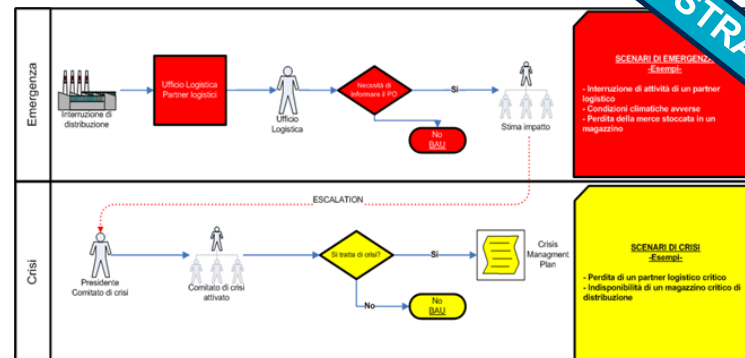 STRA
Emergenza
Interruzione di
distribuzione
Ufficio Logistica
Partner logistici
Ufficio
Logistica
Necessità di
informare il PO
Si
No
BAU
Stima impatto
SCENARI DI EMERGENZA
-Esempi-
- Interruzione di attività di un partner
logistico
- Condizioni climatiche avverse
- Perdita della merce stoccata in un
magazzino
ESCALATION
Crisi
Presidente
Comitato di crisi
Comitato di crisi
attivato
Si tratta di crisi?
Si
No
No
BAU
Crisis
Managment
Plan
SCENARI DI CRISI
-Esempi-
- Perdita di un partner logistico critico
- Indisponibilità di un magazzino critico di
distribuzione